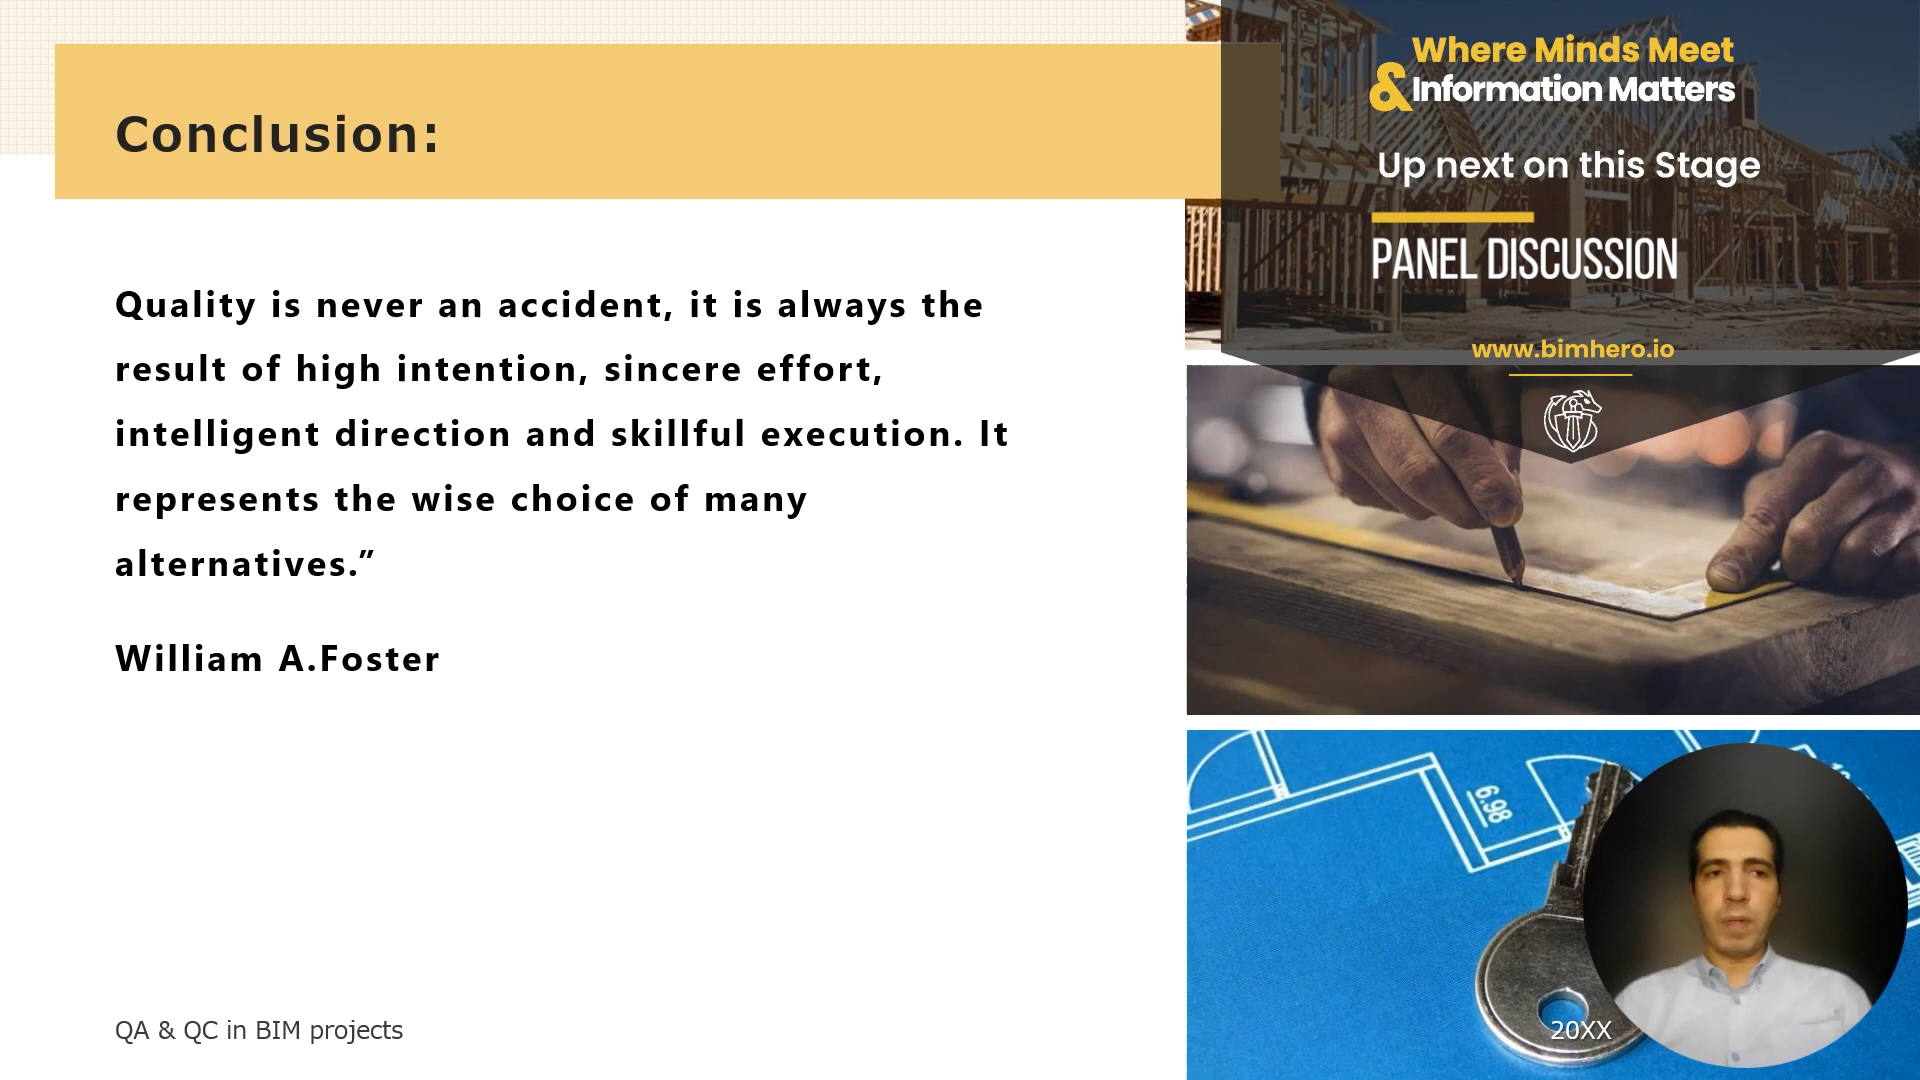 Conclusion:
Quality is never an accident, it is always the
result of high intention, sincere effort,
intelligent direction and skillful execution. It
represents the wise choice of many
alternatives.”
William A.Foster
QA & QC in BIM projects
Where Minds Meet
& Information Matters
Up next on this Stage
PANEL DISCUSSION
www.bimhero.io
6.98
20XX